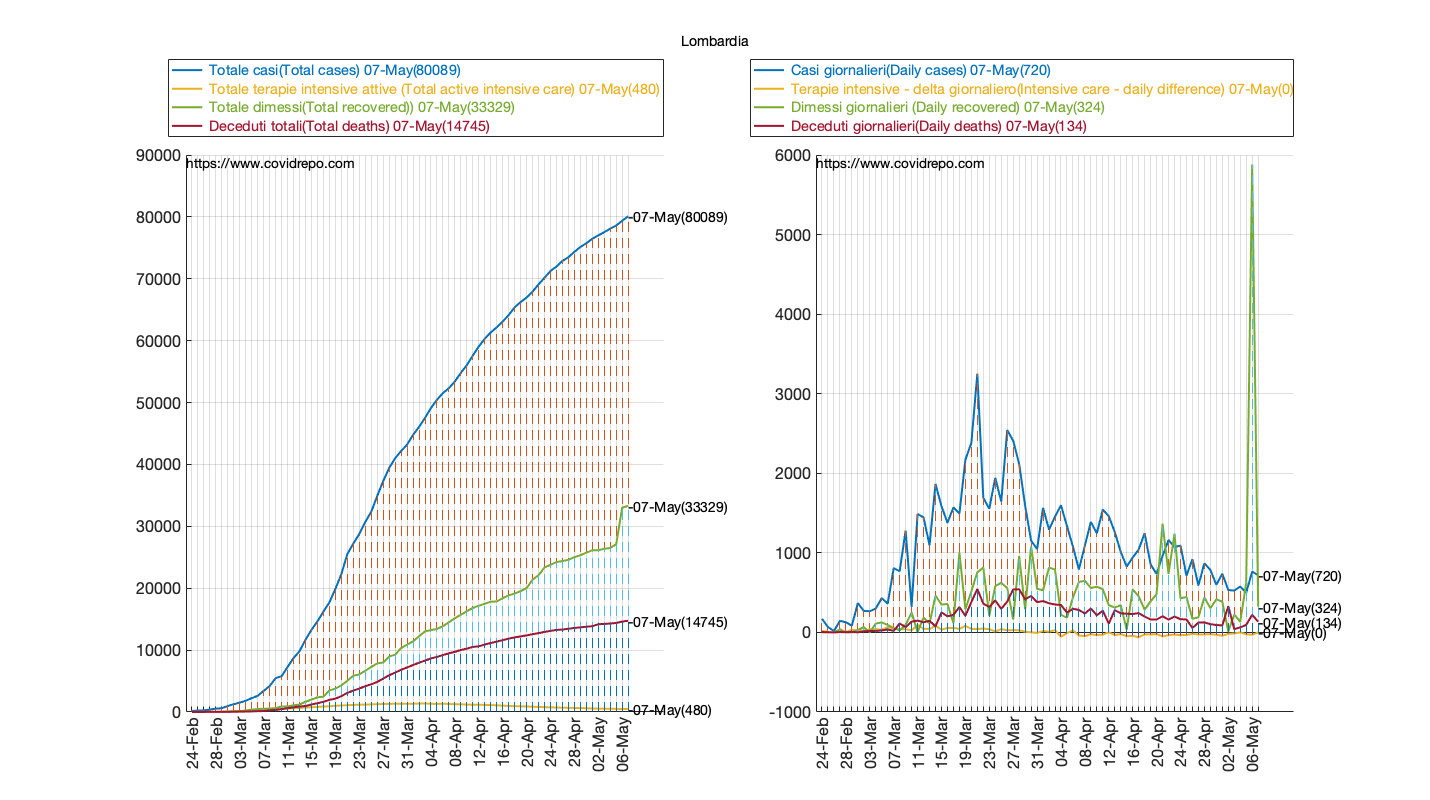 Lombardia
Totale casi(Total cases) 07-May(80089)
Totale terapie intensive attive (Total active intensive care) 07-May(480)
Totale dimessi(Total recovered)) 07-May(33329)
Deceduti totali(Total deaths) 07-May(14745)
90000
https://www.covidrepo.com
80000
70000
60000
50000
40000
30000
20000
10000
0
-07-May(80089)
-07-May(33329)
-07-May(14745)
-07-May(480)
24-Feb
28-Feb
03-Mar
07-Mar
11-Mar
15-Mar
19-Mar
23-Mar
27-Mar
31-Mar
04-Apr
08-Apr
12-Apr
16-Apr
20-Apr
24-Apr
28-Apr
02-May
06-May
Casi giornalieri(Daily cases) 07-May(720)
Terapie intensive - delta giornaliero(Intensive care - daily difference) 07-May(0)
Dimessi giornalieri (Daily recovered) 07-May(324)
Deceduti giornalieri(Daily deaths) 07-May(134)
6000
https://www.covidrepo.com
5000
4000
3000
2000
1000
0
-1000
-07-May(720)
-07-May(324)
-07-May(134)
-07-May(0)
24-Feb
28-Feb
03-Mar
07-Mar
11-Mar
15-Mar
19-Mar
23-Mar
27-Mar
31-Mar
04-Apr
08-Apr
12-Apr
16-Apr
20-Apr
24-Apr
28-Apr
02-May
06-May